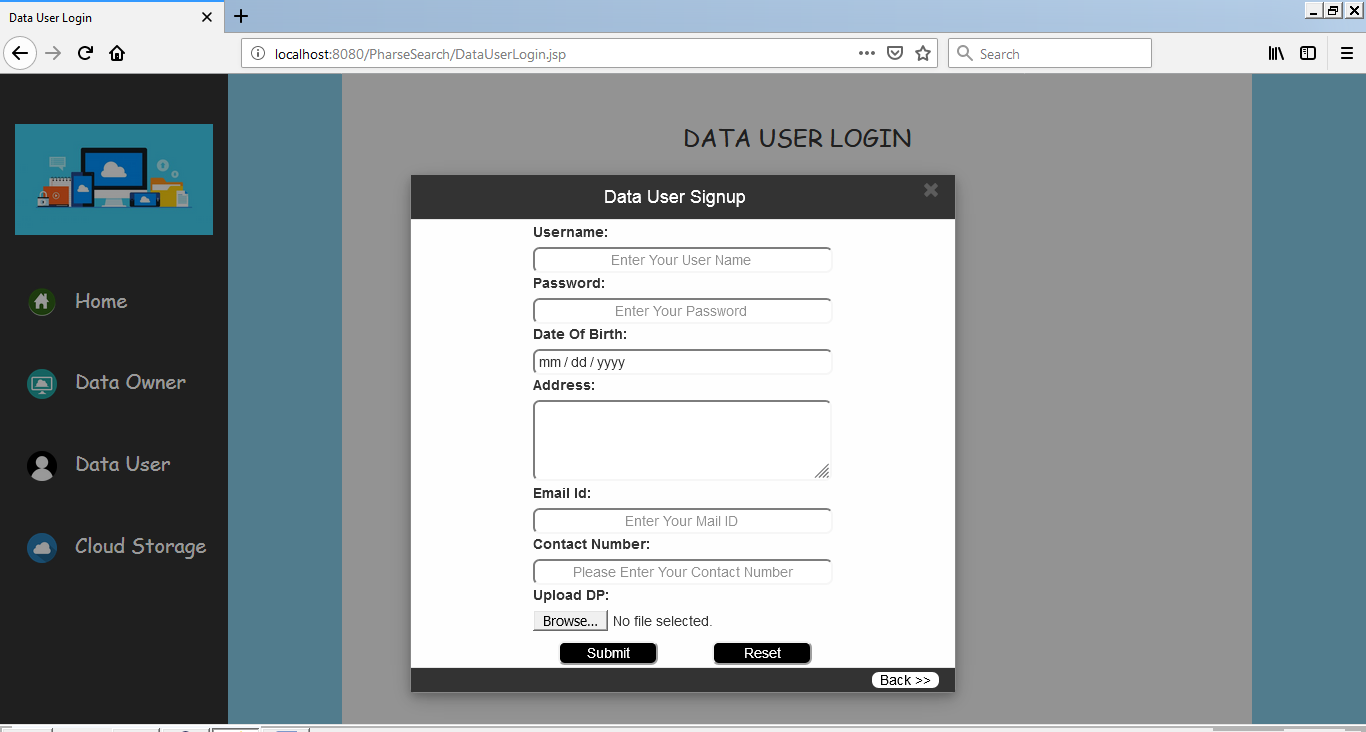 Data User Login
localhost:8080/PharseSearch/DataUserLogin.jsp
Search
DATA USER LOGIN
Home
Data Owner
Data User
Cloud Storage
Data User Signup
Username:
Enter Your User Name
Password:
Enter Your Password
Date Of Birth:
mm / dd / yyyy
Address:
Email Id:
Enter Your Mail ID
Contact Number:
Please Enter Your Contact Number
Upload DP:
Browse... No file selected.
Submit Reset
Back >>